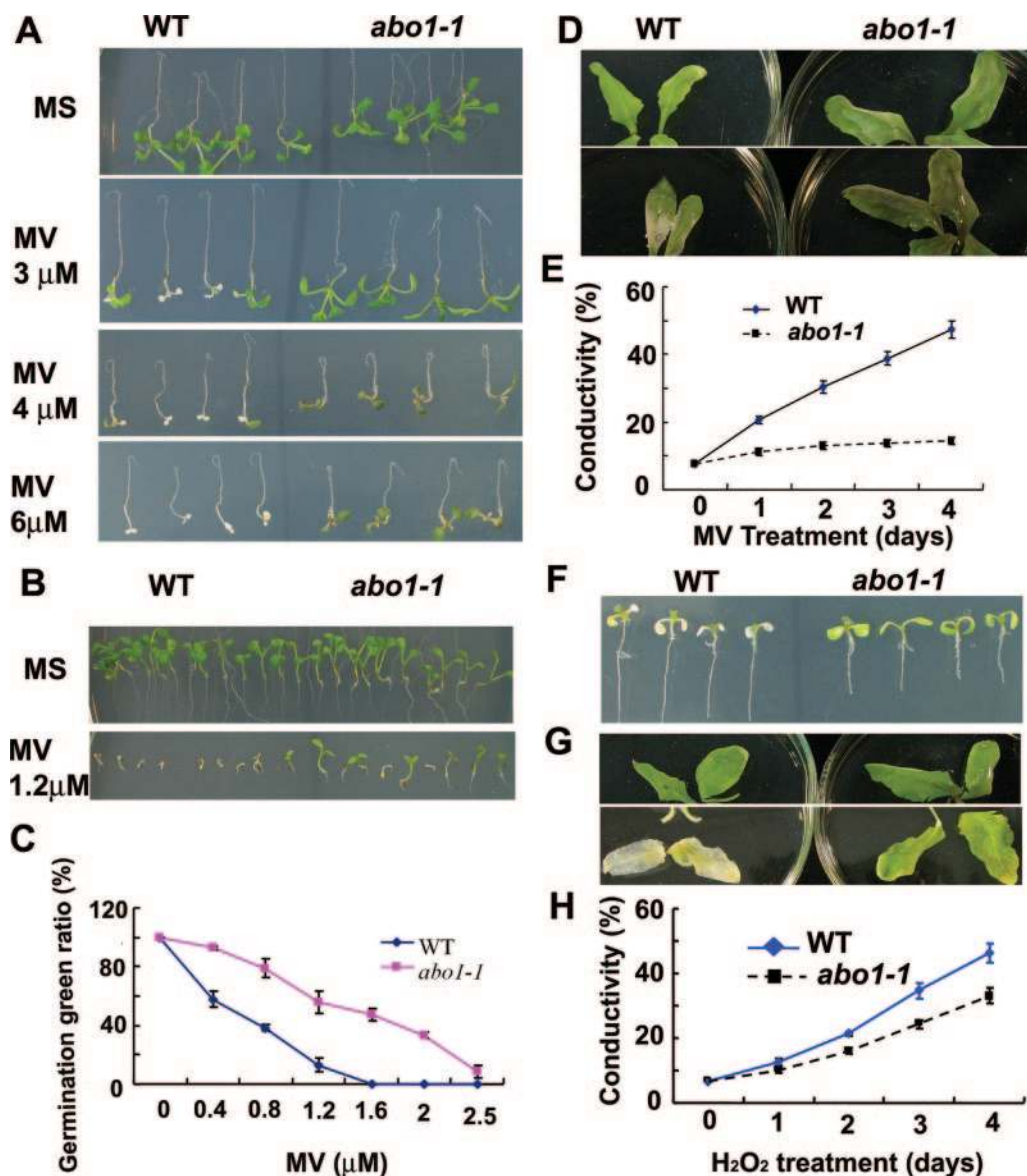 A
WT abo1-1
MS
MV
3 μM
MV
4 μM
MV
6μM
B
WT abo1-1
MS
MV
1.2μM
C
Germination green ratio (%)
120
80
40
0
WT
abo1-1
0 0.4 0.8 1.2 1.6 2 2.5
MV (μM)
D
WT abo1-1
E
Conductivity (%)
60
40
20
0
WT
abo1-1
0 1 2 3 4
MV Treatment (days)
F
WT abo1-1
G
H
Conductivity (%)
60
40
20
0
WT
abo1-1
0 1 2 3 4
H₂O₂ treatment (days)